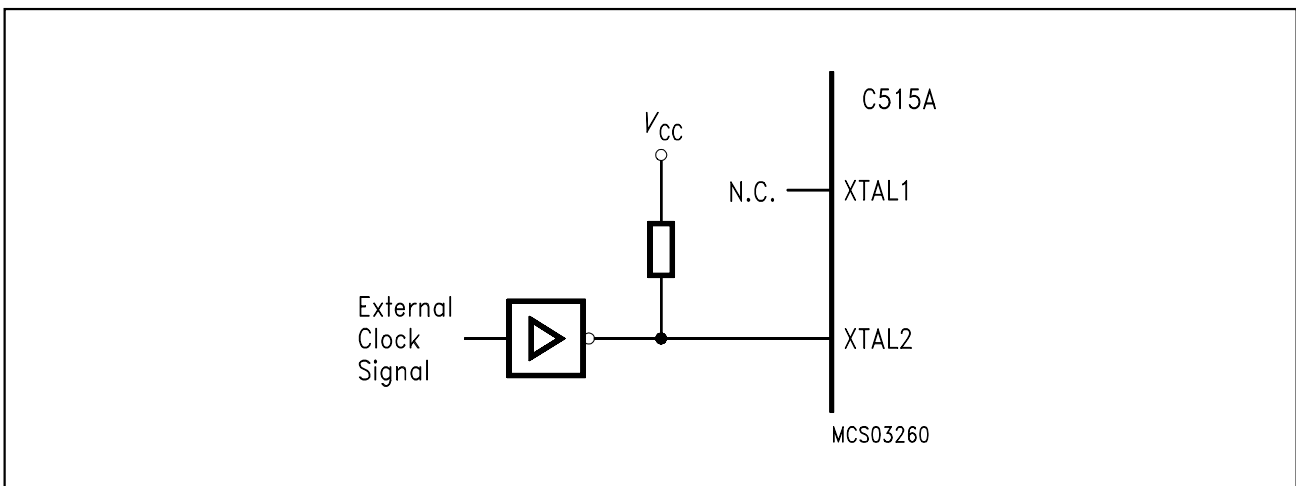 C515A
VCC
N.C.
XTAL1
External
Clock
Signal
XTAL2
MCS03260